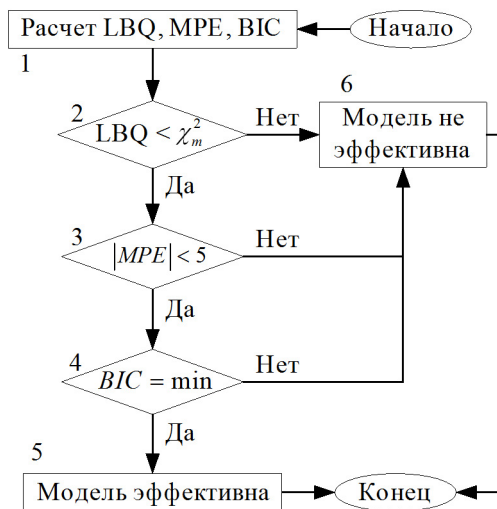 Расчет LBQ, MPE, BIC
Начало
1
2
LBQ < χ²ₘ
Нет
6
Модель не
эффективна
Да
3
|MPE| < 5
Нет
Да
4
BIC = min
Нет
Да
5
Модель эффективна
Конец